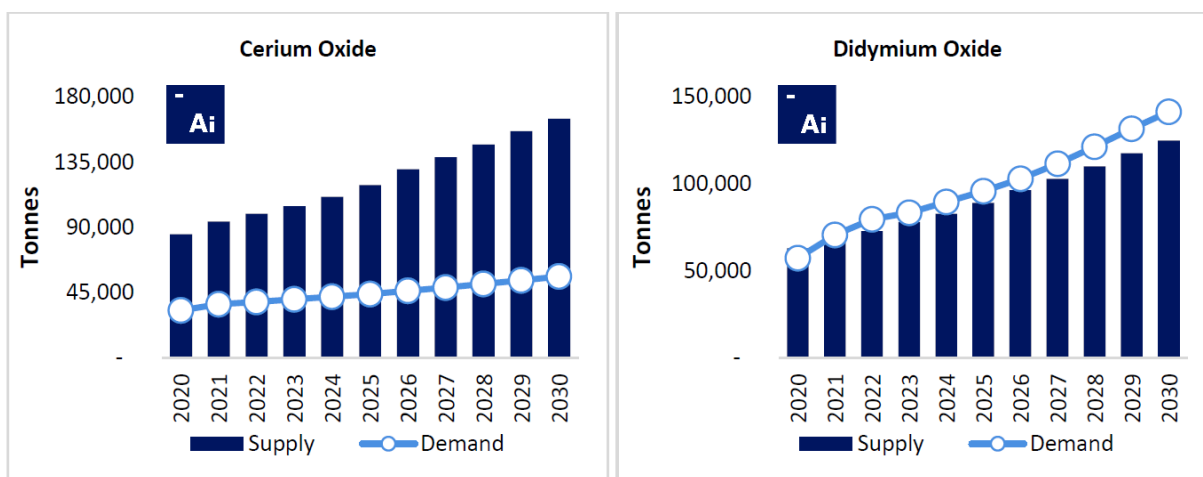 Cerium Oxide
180,000
135,000
90,000
45,000
-
Tonnes
- Ai
2020 2021 2022 2023 2024 2025 2026 2027 2028 2029 2030
Supply Demand
Didymium Oxide
150,000
100,000
50,000
-
Tonnes
- Ai
2020 2021 2022 2023 2024 2025 2026 2027 2028 2029 2030
Supply Demand